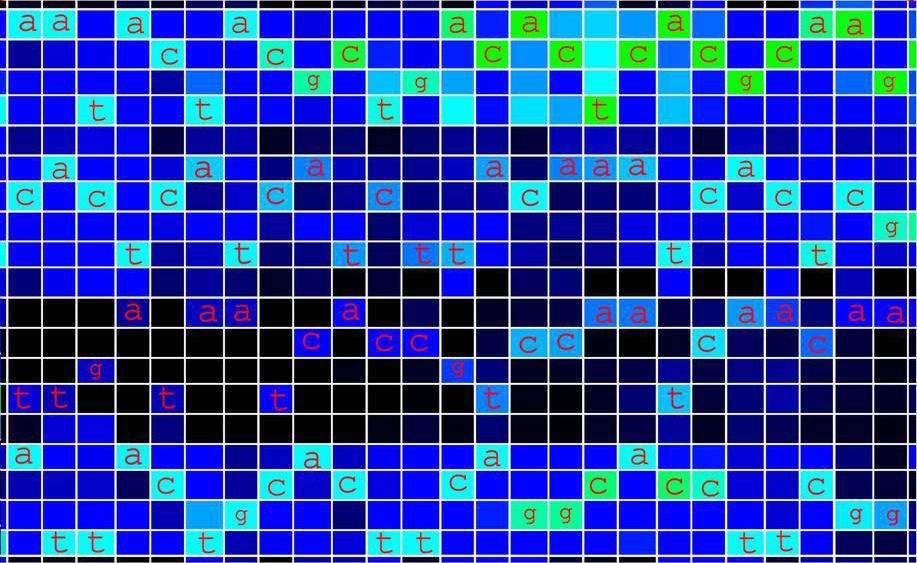 a a a a a a a a a
c c c c c c c c
g g g g
t t t t
a a a a a a a a
c c c c c c c c c
g
t t t t t t t
a a a a a a a a a a
c c c c c c c
g g
t t t t t t
a a a a a
c c c c c c c c
g g g g g
t t t t t t t